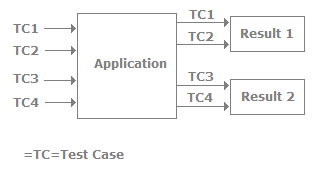 TC1
TC2
TC3
TC4
Application
TC1
TC2
TC3
TC4
Result 1
Result 2
=TC=Test Case